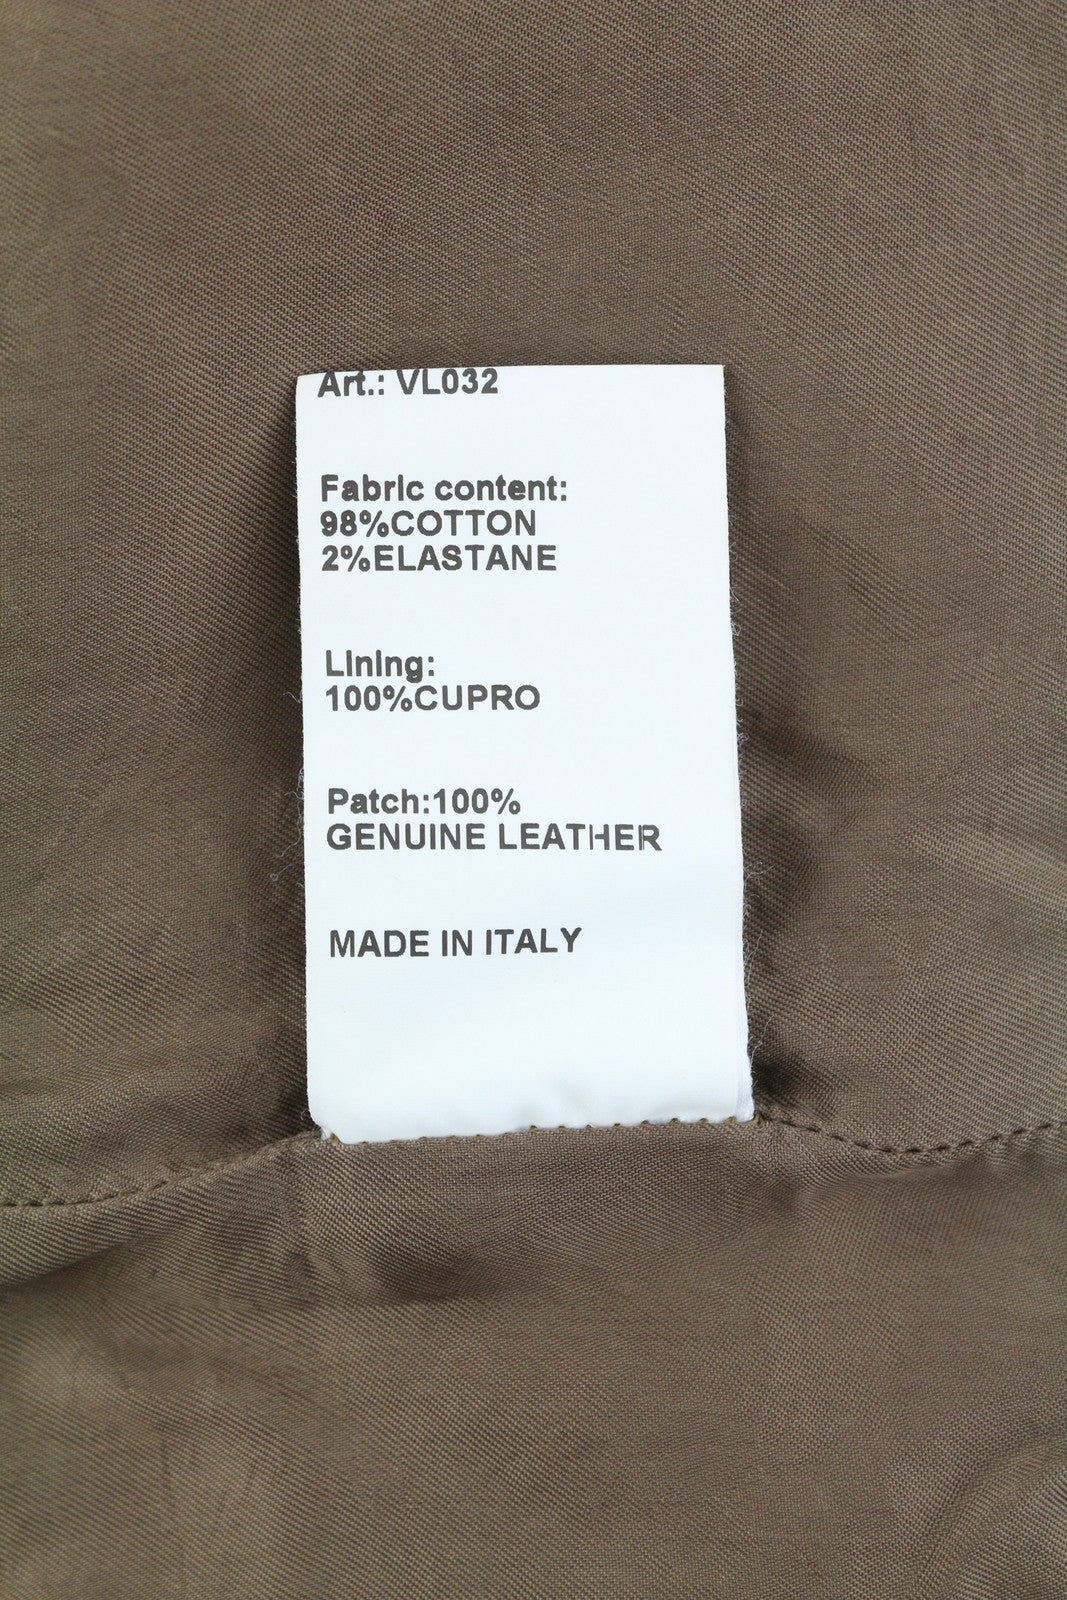 Art.: VL032
Fabric content:
98%COTTON
2%ELASTANE
Lining:
100%CUPRO
Patch:100%
GENUINE LEATHER
MADE IN ITALY